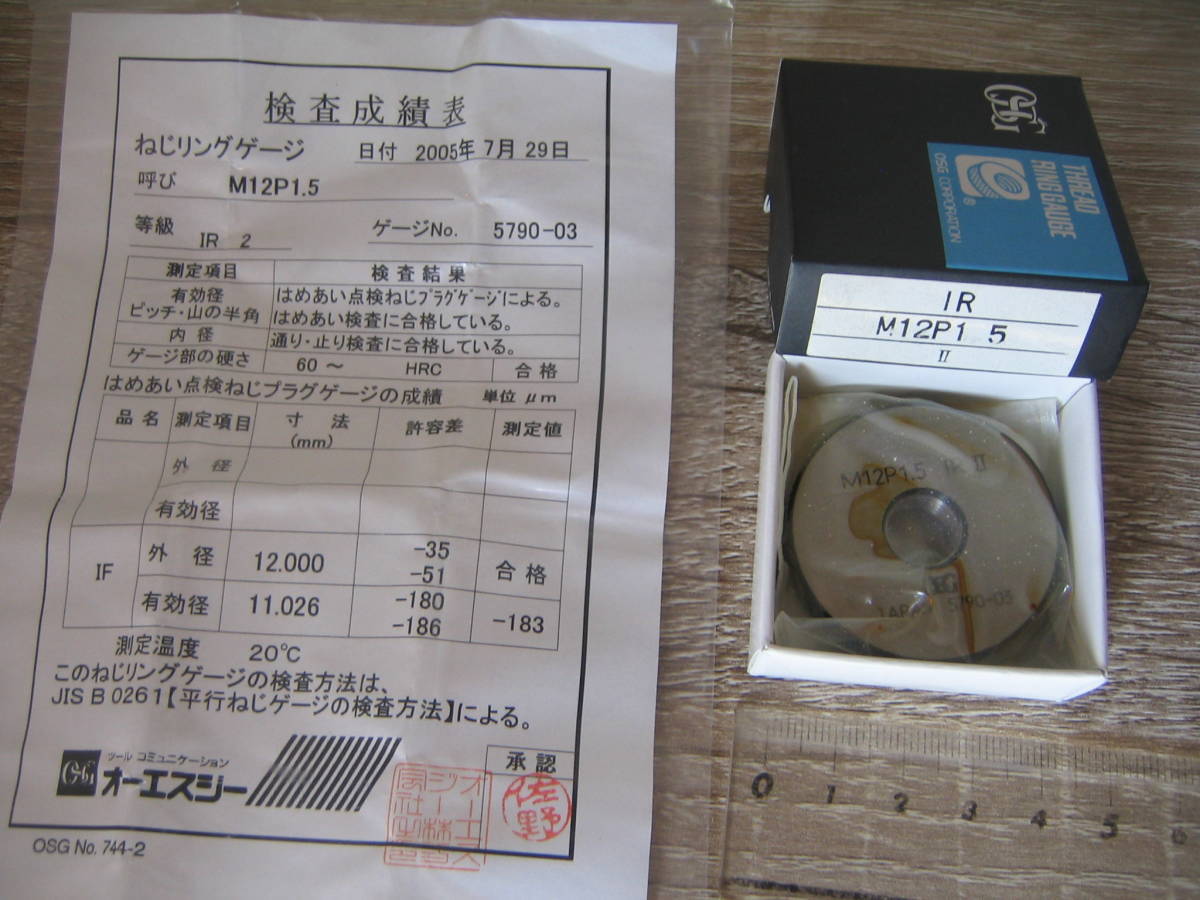 検査成績表
ねじリングゲージ 日付 2005年 7月 29日
呼び M12P1.5
等級 IR 2 ゲージNo. 5790-03
測定項目 検査結果
有効径 はめあい点検ねじプラグゲージによる。
ピッチ・山の半角 はめあい検査に合格している。
内径 通り・止り検査に合格している。
ゲージ部の硬さ 60 ～ HRC 合格
はめあい点検ねじプラグゲージの成績 単位 μm
品名 測定項目 寸法 (mm) 許容差 測定値
外径
有効径
IF 外径 12.000 -35 -51 合格
有効径 11.026 -180 -186 -183
測定温度 20℃
このねじリングゲージの検査方法は、
JIS B 0261【平行ねじゲージの検査方法】による。
ツール コミュニケーション
OSG オーエスジー
承認
佐野
OSG No. 744-2
OSG
THREAD
RING GAUGE
OSG CORPORATION
®
IR
M12P1 5
II
M12P1.5 IR II
OSG
JAPAN 5790-03
0 1 2 3 4 5 6